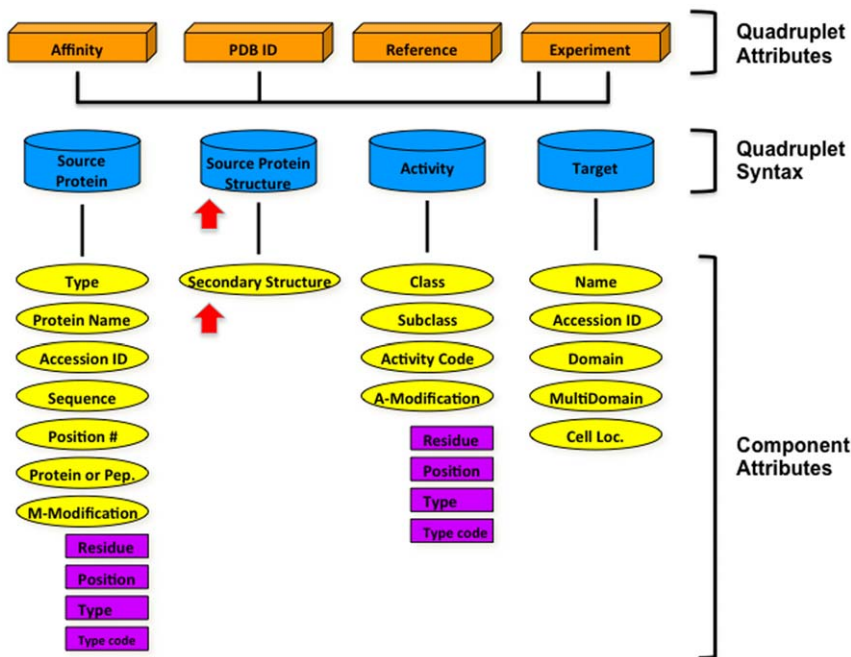 Affinity
PDB ID
Reference
Experiment
Quadruplet
Attributes
Source
Protein
Source Protein
Structure
Activity
Target
Quadruplet
Syntax
Type
Protein Name
Accession ID
Sequence
Position #
Protein or Pep.
M-Modification
Residue
Position
Type
Type code
Secondary Structure
Class
Subclass
Activity Code
A-Modification
Residue
Position
Type
Type code
Name
Accession ID
Domain
MultiDomain
Cell Loc.
Component
Attributes